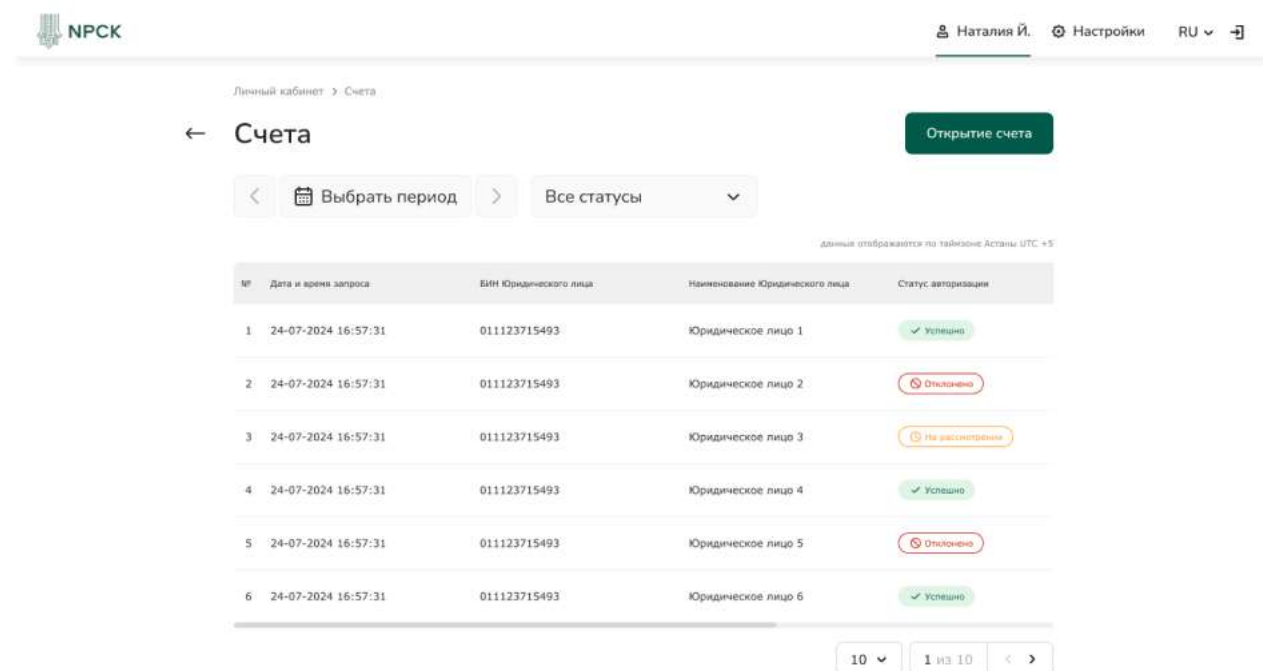 NPCK
Наталия Й. Настройки RU
Личный кабинет > Счета
← Счета
Открытие счета
< Выбрать период > Все статусы
данные отображаются по таймзоне Астаны UTC +5
№ Дата и время запроса БИН Юридического лица Наименование Юридического лица Статус авторизации
1 24-07-2024 16:57:31 011123715493 Юридическое лицо 1 Успешно
2 24-07-2024 16:57:31 011123715493 Юридическое лицо 2 Отклонено
3 24-07-2024 16:57:31 011123715493 Юридическое лицо 3 На рассмотрении
4 24-07-2024 16:57:31 011123715493 Юридическое лицо 4 Успешно
5 24-07-2024 16:57:31 011123715493 Юридическое лицо 5 Отклонено
6 24-07-2024 16:57:31 011123715493 Юридическое лицо 6 Успешно
10 1 из 10 < >